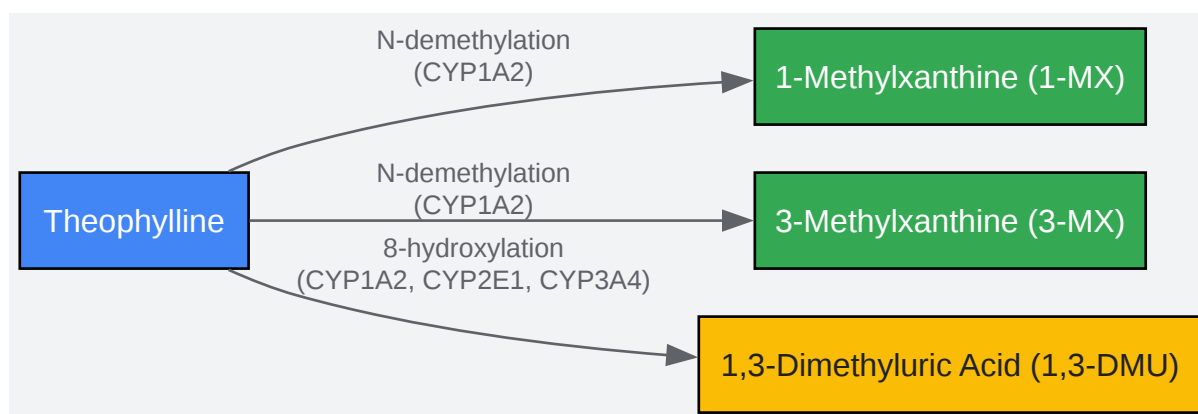 N-demethylation
(CYP1A2)
1-Methylxanthine (1-MX)
N-demethylation
(CYP1A2)
Theophylline
3-Methylxanthine (3-MX)
8-hydroxylation
(CYP1A2, CYP2E1, CYP3A4)
1,3-Dimethyluric Acid (1,3-DMU)